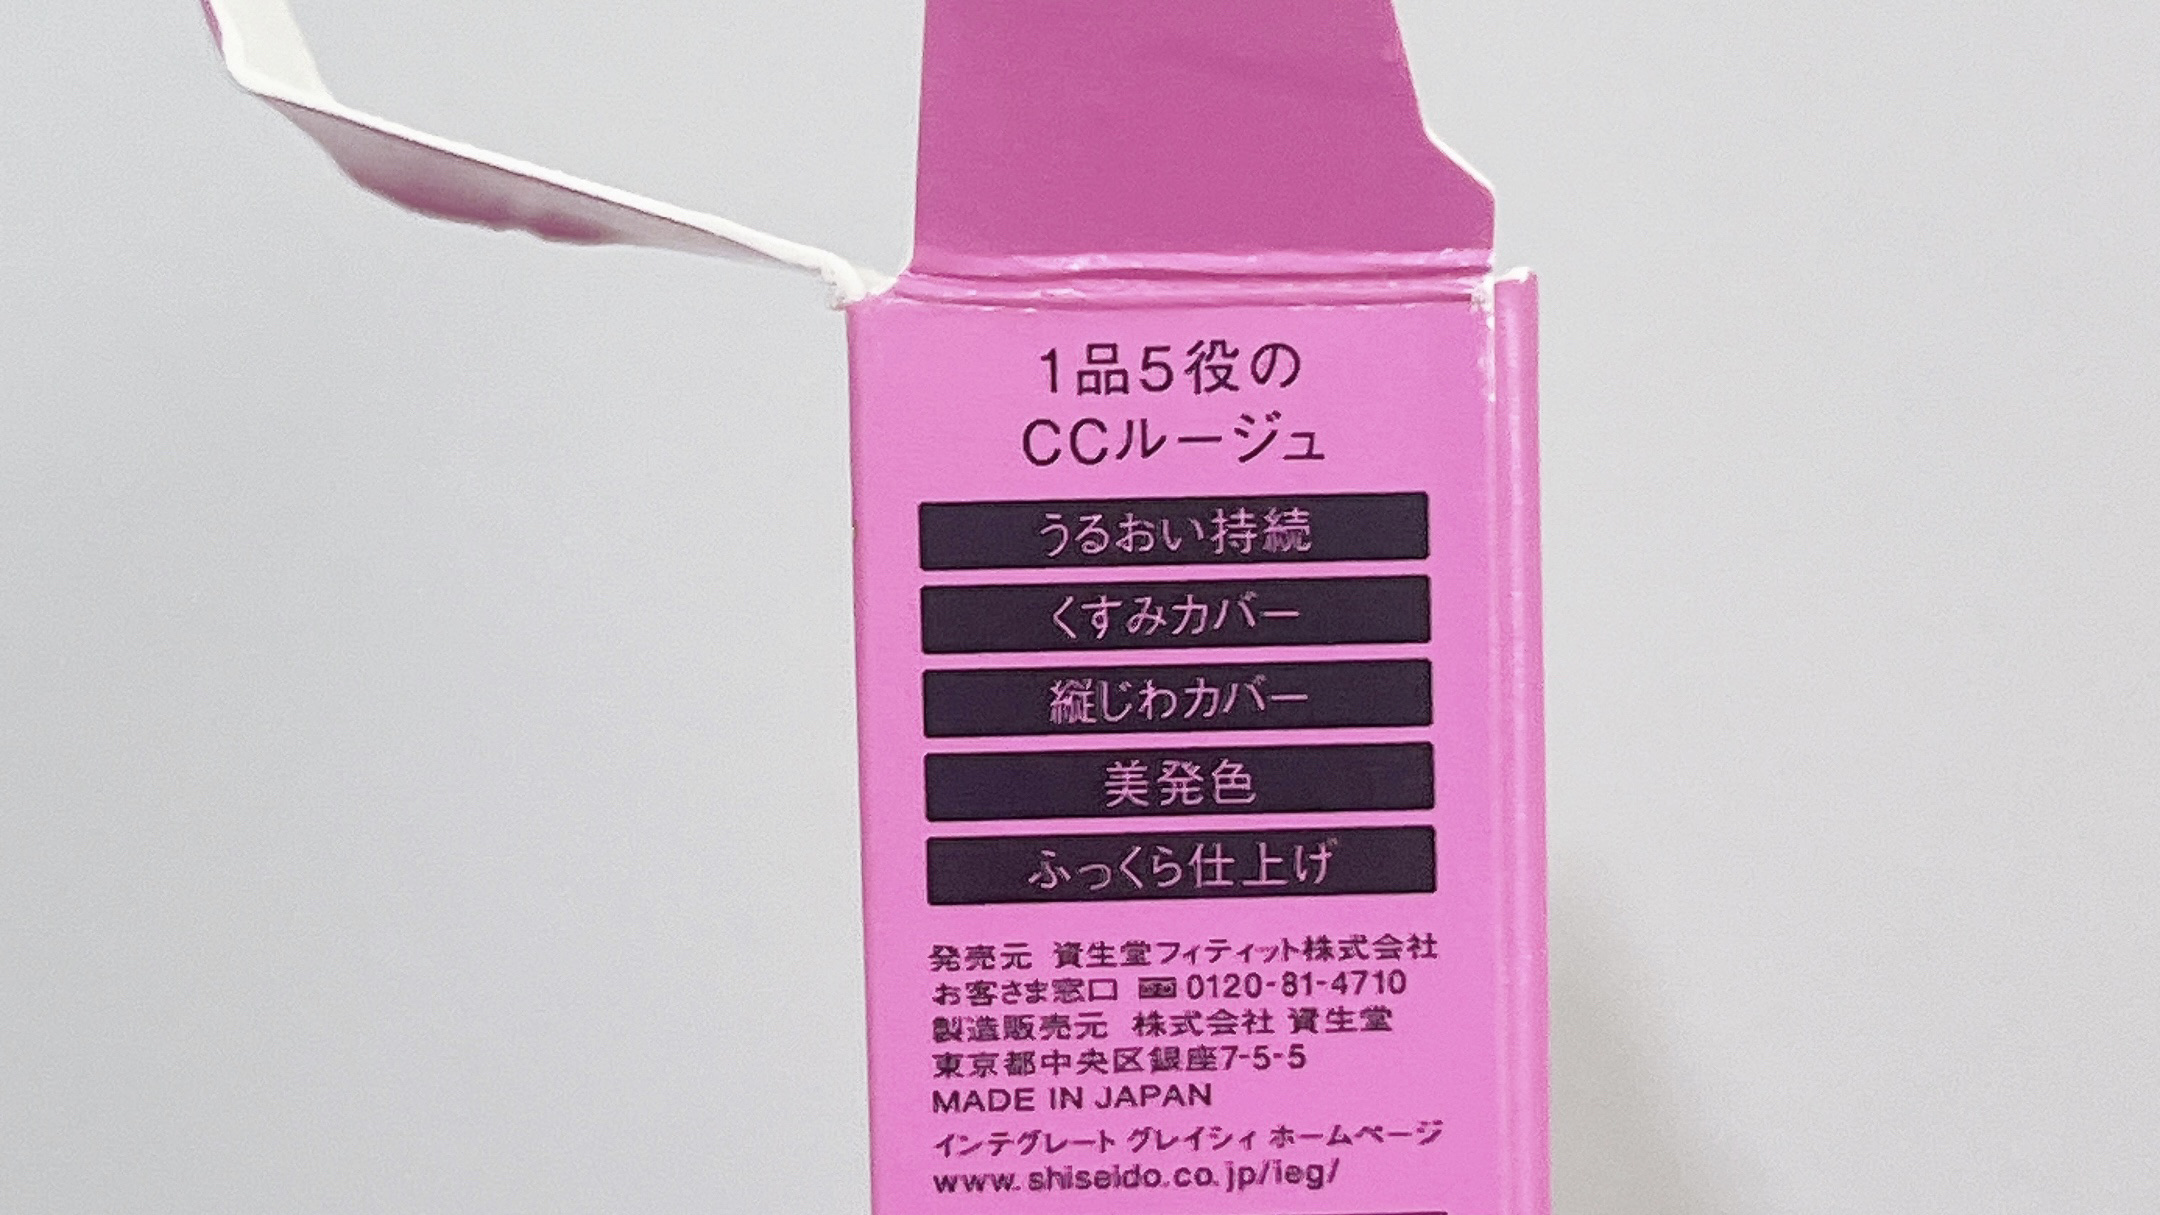 1品5役の
CCルージュ
うるおい持続
くすみカバー
縦じわカバー
美発色
ふっくら仕上げ
発売元 資生堂フィティット株式会社
お客さま窓口 0120-81-4710
製造販売元 株式会社 資生堂
東京都中央区銀座7-5-5
MADE IN JAPAN
インテグレート グレイシィ ホームページ
www.shiseido.co.jp/ieg/